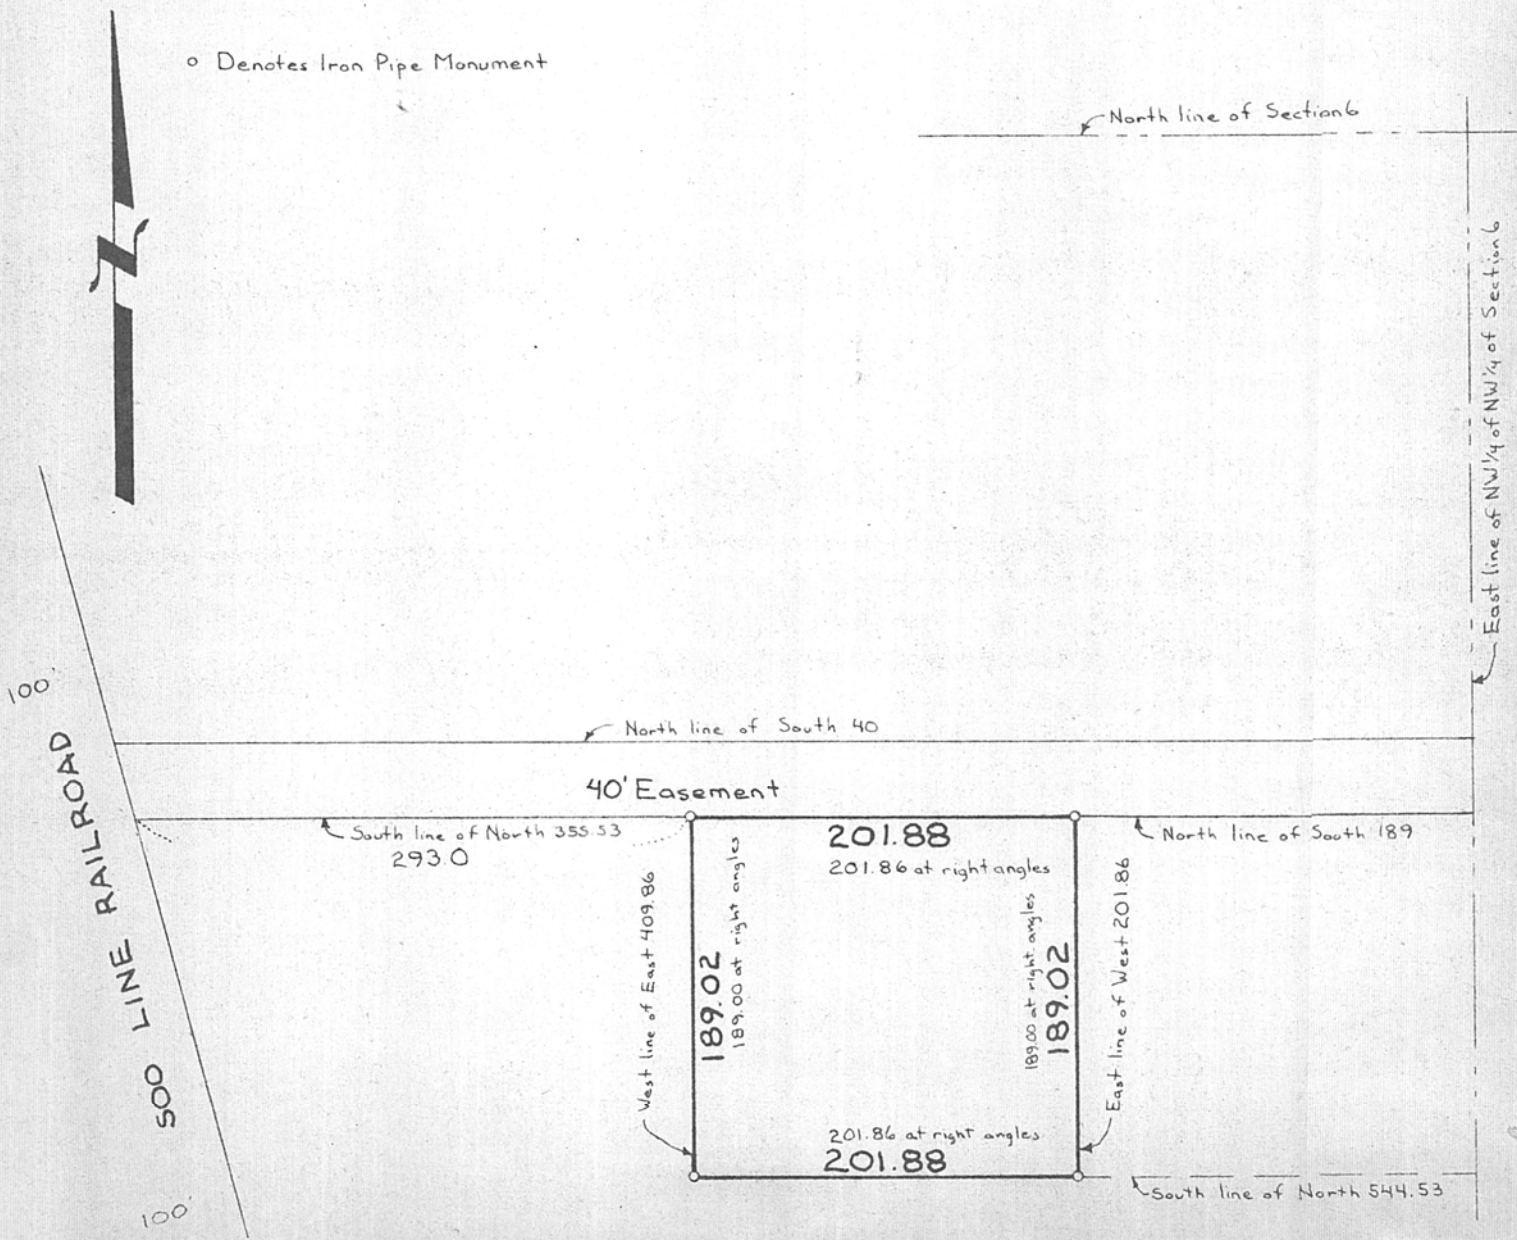 o Denotes Iron Pipe Monument
North line of Section 6
East line of NW 1/4 of NW 1/4 of Section 6
100'
North line of South 40
SOO LINE RAILROAD
40' Easement
South line of North 355.53
293.0
201.88
201.86 at right angles
North line of South 189
West line of East 409.86
189.02
189.00 at right angles
189.00 at right angles
189.02
East line of West 201.86
201.86 at right angles
201.88
South line of North 544.53
100'